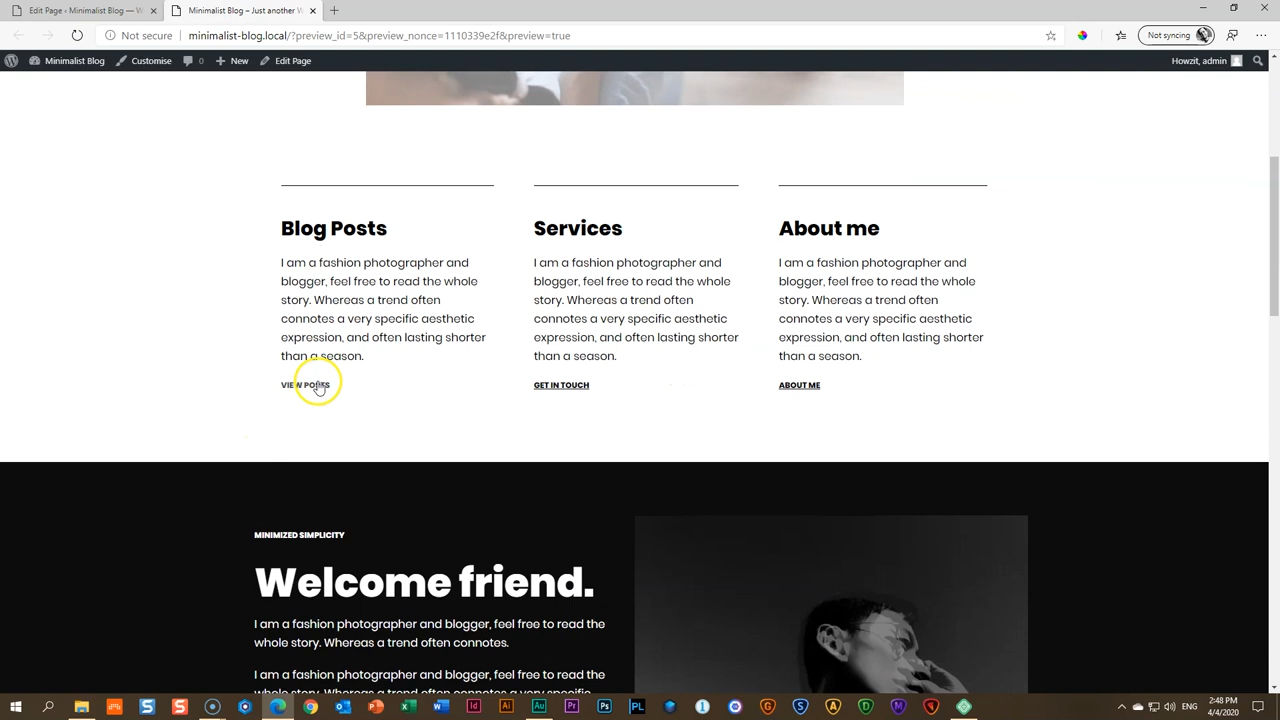 Edit Page ‹ Minimalist Blog — W
Minimalist Blog – Just another W
Not secure
minimalist-blog.local/?preview_id=5&preview_nonce=1110339e2f&preview=true
Not syncing
Minimalist Blog
Customise
0
New
Edit Page
Howzit, admin
Blog Posts
I am a fashion photographer and
blogger, feel free to read the whole
story. Whereas a trend often
connotes a very specific aesthetic
expression, and often lasting shorter
than a season.
VIEW POSTS
Services
I am a fashion photographer and
blogger, feel free to read the whole
story. Whereas a trend often
connotes a very specific aesthetic
expression, and often lasting shorter
than a season.
GET IN TOUCH
About me
I am a fashion photographer and
blogger, feel free to read the whole
story. Whereas a trend often
connotes a very specific aesthetic
expression, and often lasting shorter
than a season.
ABOUT ME
MINIMIZED SIMPLICITY
Welcome friend.
I am a fashion photographer and blogger, feel free to read the
whole story. Whereas a trend often connotes.
I am a fashion photographer and blogger, feel free to read the
whole story. Whereas a trend often connotes a very specific
ENG
2:48 PM
4/4/2020